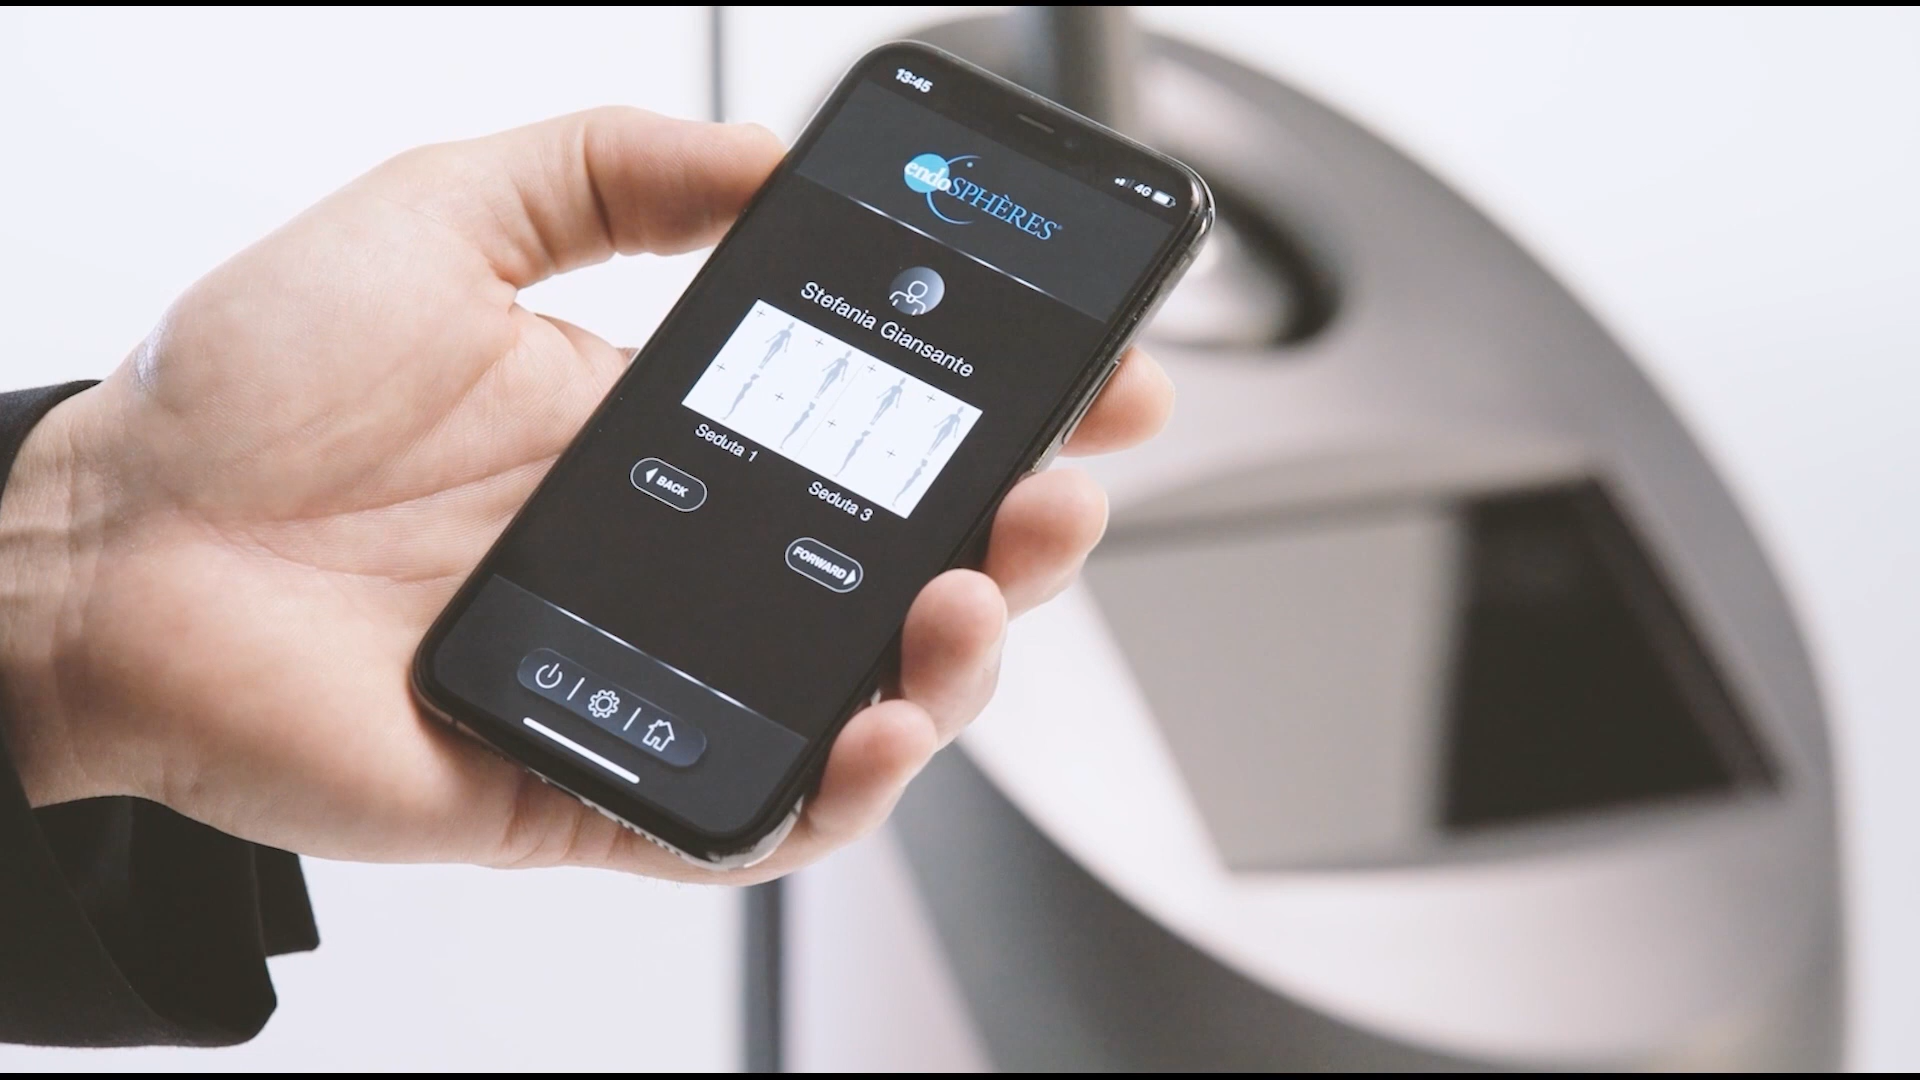 13:45
4G
endoSPHÈRES®
Stefania Giansante
Seduta 1
Seduta 3
BACK
FORWARD